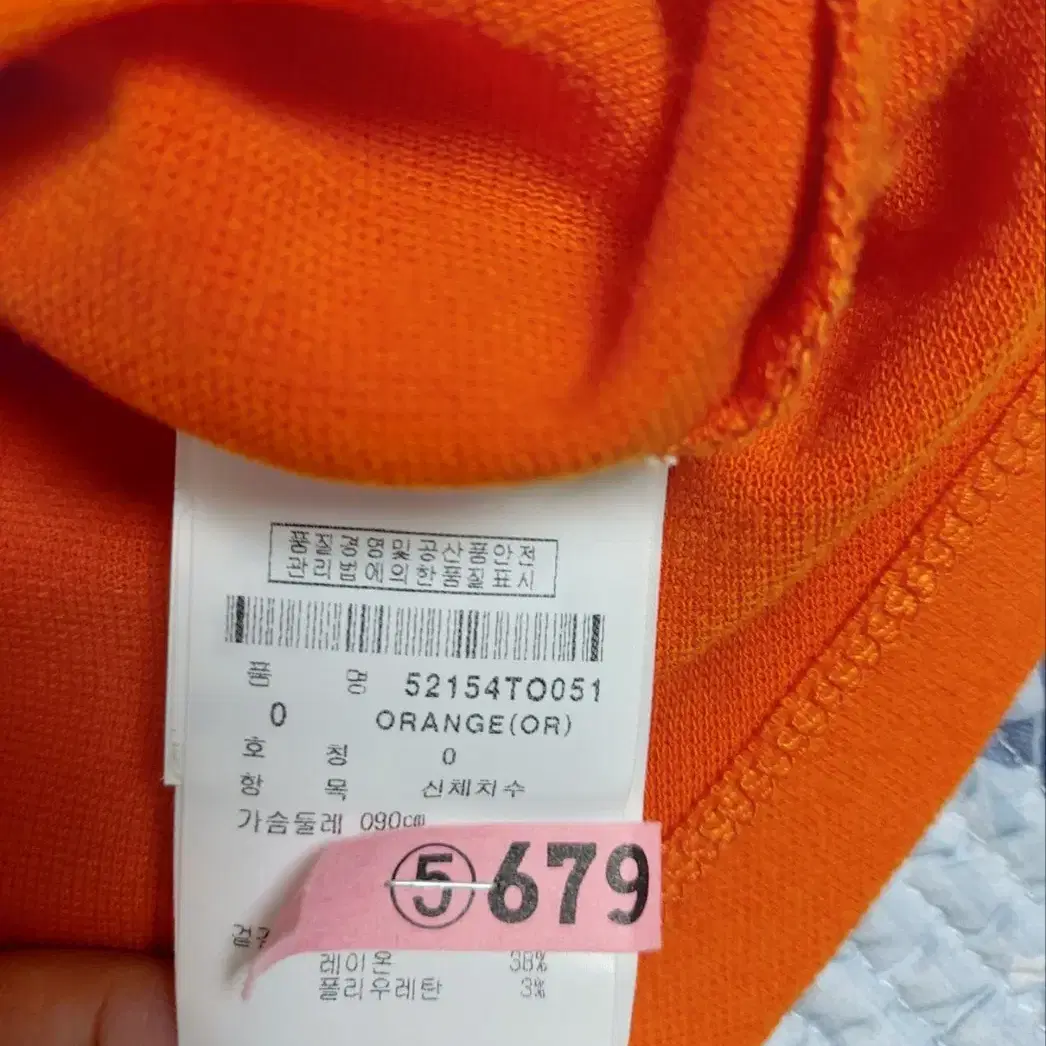 품질경영및공산품안전
관리법에의한품질표시
품 명 52154TO051
0 ORANGE(OR)
호 칭 0
항 목 신체치수
가슴둘레 090cm
⑤679
레이온 38%
폴리우레탄 3%